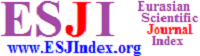 ESJI
Eurasian
Scientific
Journal
Index
www.ESJIndex.org